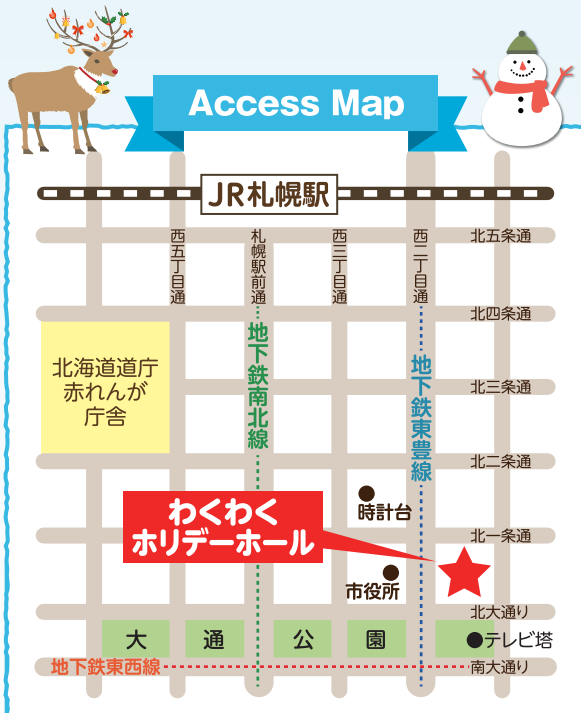 Access Map
JR札幌駅
西五丁目通
札幌駅前通
西三丁目通
西二丁目通
北五条通
北四条通
地下鉄南北線
地下鉄東豊線
北海道道庁
赤れんが
庁舎
北三条通
北二条通
時計台
わくわく
ホリデーホール
北一条通
市役所
北大通り
大通公園
テレビ塔
地下鉄東西線
南大通り